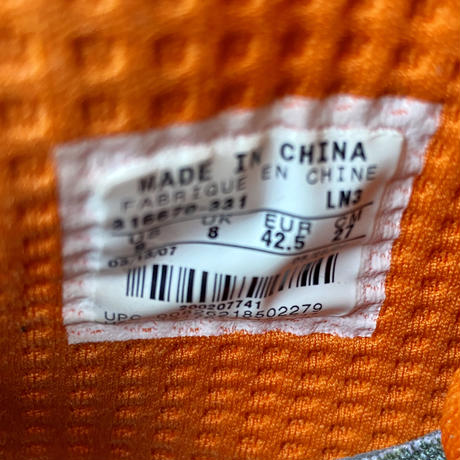 MADE IN CHINA
FABRIQUE EN CHINE
316670-331 LN3
US UK EUR CM
9 8 42.5 27
03/13/07
UPC